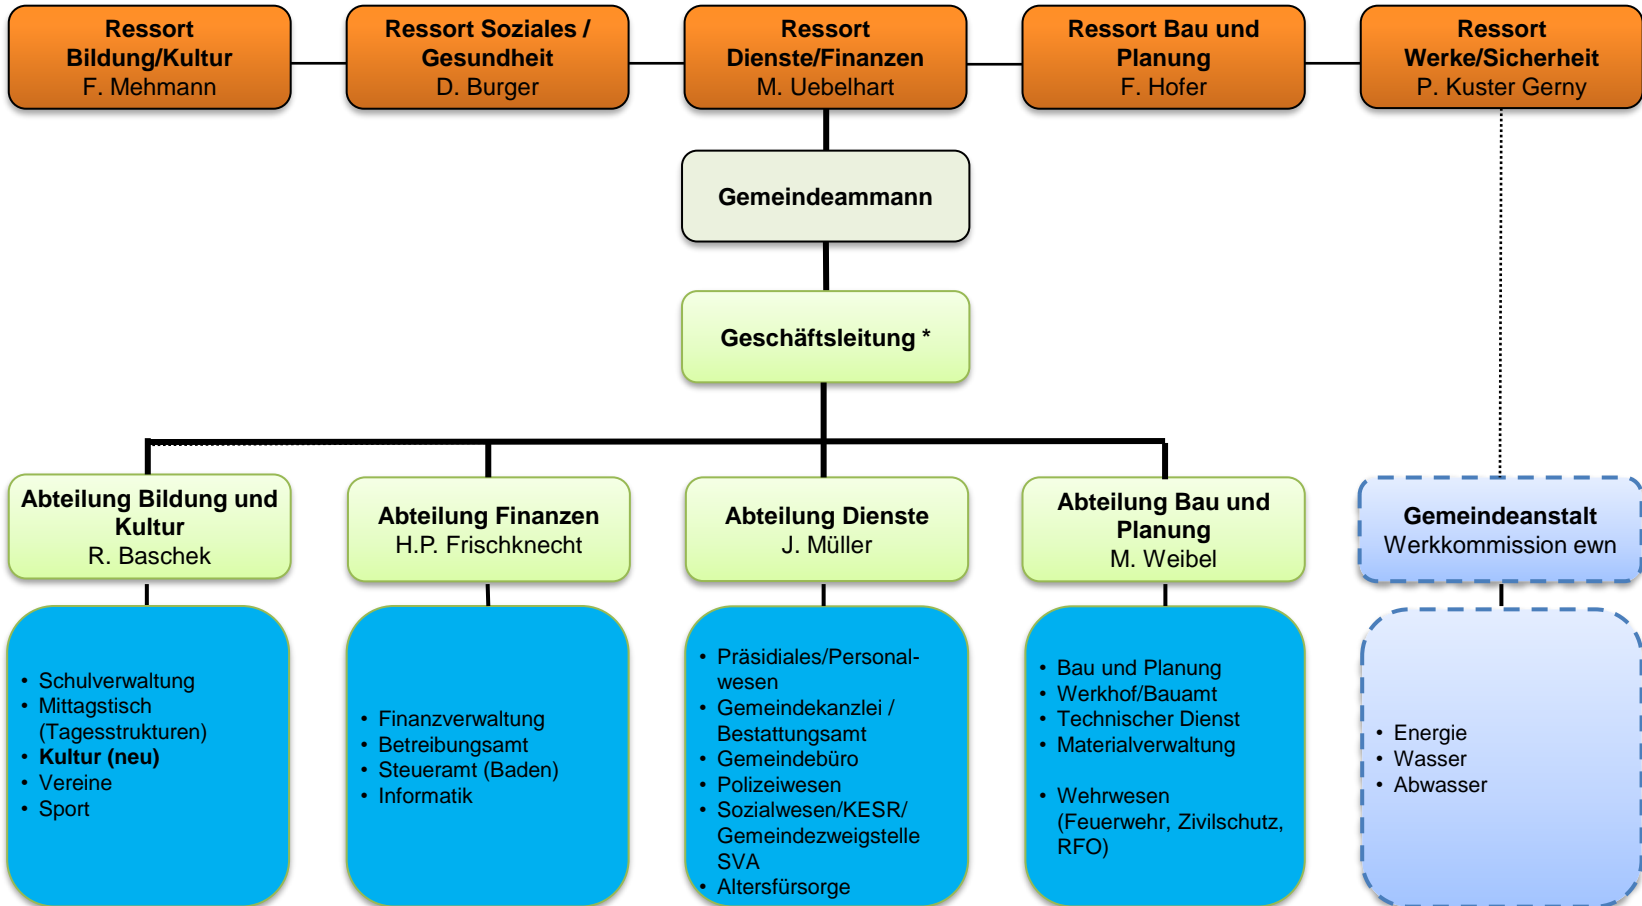 Ressort
Bildung/Kultur
F. Mehmann
Ressort Soziales /
Gesundheit
D. Burger
Ressort
Dienste/Finanzen
M. Uebelhart
Ressort Bau und
Planung
F. Hofer
Ressort
Werke/Sicherheit
P. Kuster Gerny
Gemeindeammann
Geschäftsleitung *
Abteilung Bildung und
Kultur
R. Baschek
Abteilung Finanzen
H.P. Frischknecht
Abteilung Dienste
J. Müller
Abteilung Bau und
Planung
M. Weibel
Gemeindeanstalt
Werkkommission ewn
• Schulverwaltung
• Mittagstisch
(Tagesstrukturen)
• Kultur (neu)
• Vereine
• Sport
• Finanzverwaltung
• Betreibungsamt
• Steueramt (Baden)
• Informatik
• Präsidiales/Personal-
wesen
• Gemeindekanzlei /
Bestattungsamt
• Gemeindebüro
• Polizeiwesen
• Sozialwesen/KESR/
Gemeindezweigstelle
SVA
• Altersfürsorge
• Bau und Planung
• Werkhof/Bauamt
• Technischer Dienst
• Materialverwaltung
• Wehrwesen
(Feuerwehr, Zivilschutz,
RFO)
• Energie
• Wasser
• Abwasser